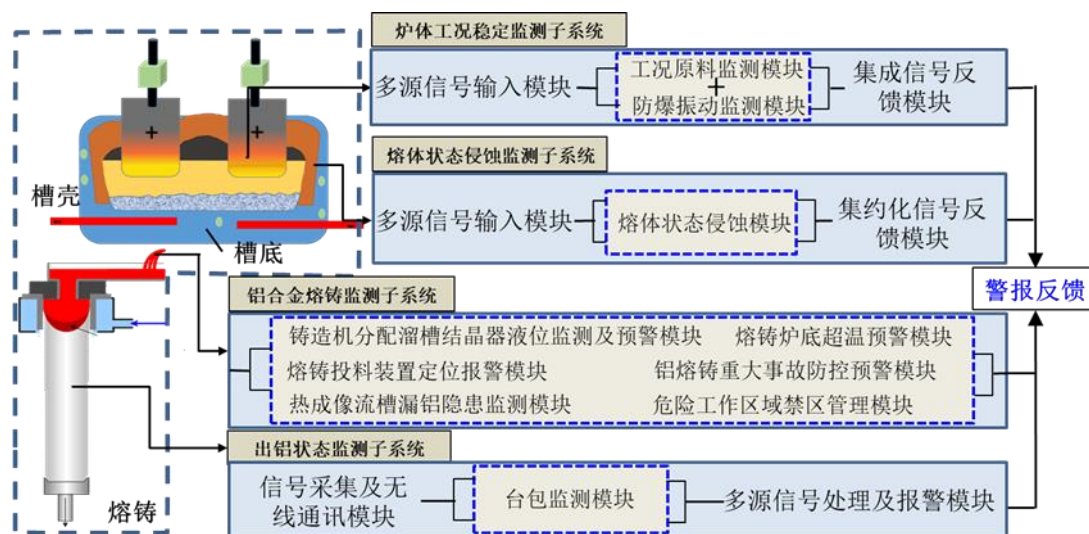 炉体工况稳定监测子系统
多源信号输入模块
工况原料监测模块
+
防爆振动监测模块
集成信号反
馈模块
+
+
熔体状态侵蚀监测子系统
槽壳
槽底
多源信号输入模块
熔体状态侵蚀模块
集约化信号反
馈模块
警报反馈
铝合金熔铸监测子系统
铸造机分配溜槽结晶器液位监测及预警模块
熔铸炉底超温预警模块
熔铸投料装置定位报警模块
铝熔铸重大事故防控预警模块
热成像流槽漏铝隐患监测模块
危险工作区域禁区管理模块
出铝状态监测子系统
信号采集及无
线通讯模块
台包监测模块
多源信号处理及报警模块
熔铸